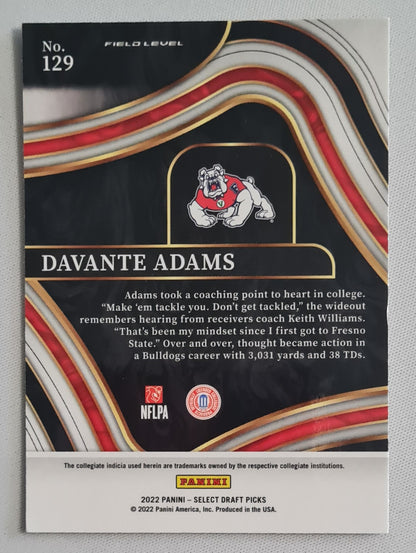 No.
129
FIELD LEVEL
DAVANTE ADAMS
Adams took a coaching point to heart in college.
"Make 'em tackle you. Don't get tackled," the wideout
remembers hearing from receivers coach Keith Williams.
"That's been my mindset since I first got to Fresno
State." Over and over, thought became action in
a Bulldogs career with 3,031 yards and 38 TDs.
NFLPA
The collegiate indicia used herein are trademarks owned by the respective collegiate institutions.
PANINI
2022 PANINI – SELECT DRAFT PICKS
© 2022 Panini America, Inc. Produced in the USA.